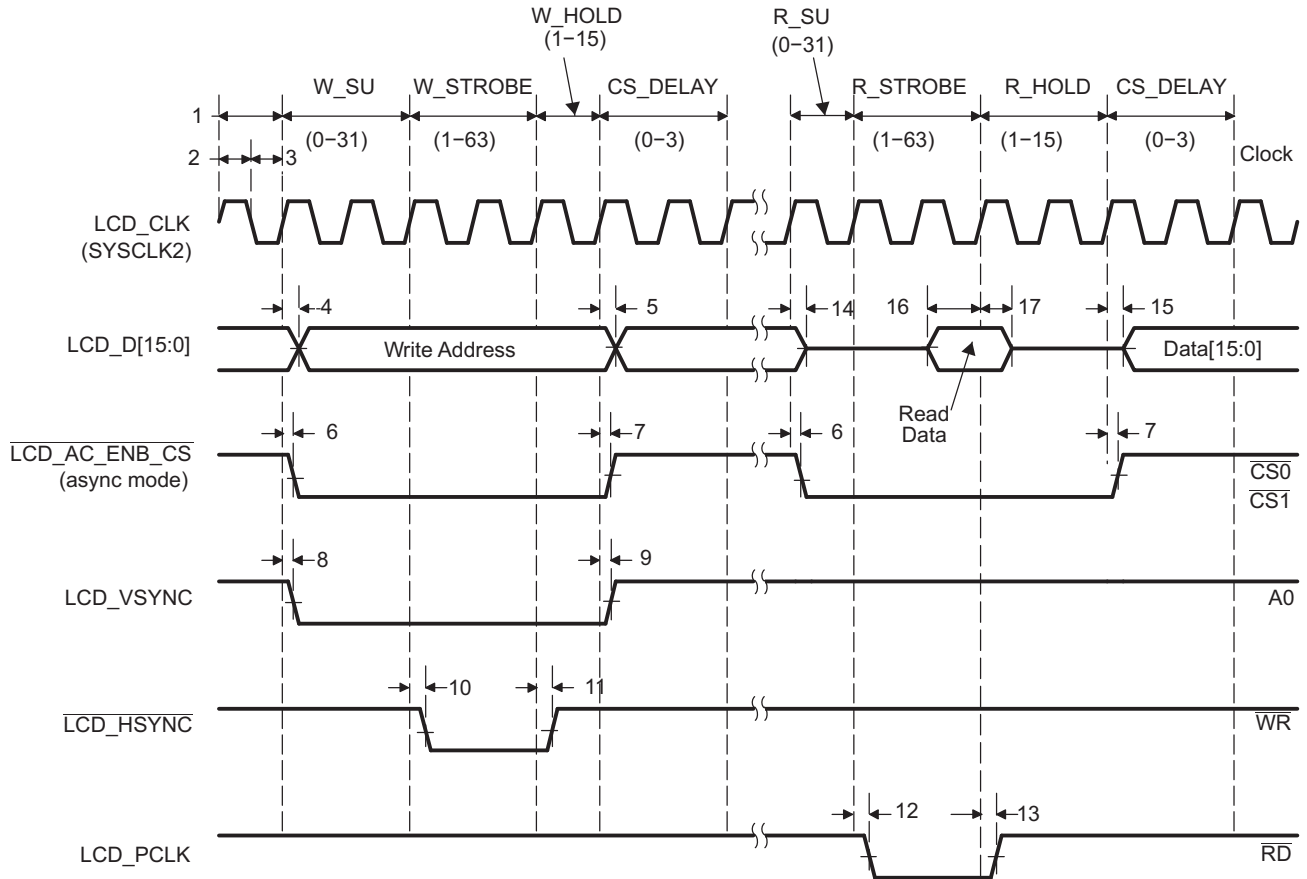 W_HOLD
(1−15)
R_SU
(0−31)
W_SU
W_STROBE
CS_DELAY
R_STROBE
R_HOLD
CS_DELAY
1
(0−31)
(1−63)
(0−3)
(1−63)
(1−15)
(0−3)
2
3
Clock
LCD_CLK
(SYSCLK2)
4
5
14
16
17
15
LCD_D[15:0]
Write Address
Data[15:0]
Read
Data
6
7
6
7
LCD_AC_ENB_CS
(async mode)
CS0
CS1
8
9
LCD_VSYNC
A0
10
11
LCD_HSYNC
WR
12
13
LCD_PCLK
RD